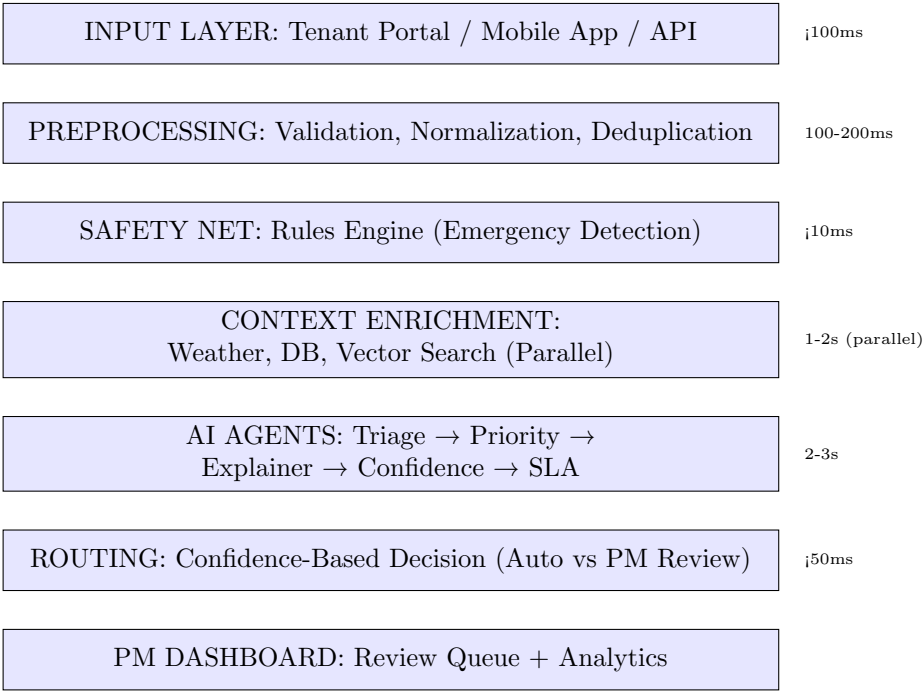 INPUT LAYER: Tenant Portal / Mobile App / API
¡100ms
PREPROCESSING: Validation, Normalization, Deduplication
100-200ms
SAFETY NET: Rules Engine (Emergency Detection)
¡10ms
CONTEXT ENRICHMENT:
Weather, DB, Vector Search (Parallel)
1-2s (parallel)
AI AGENTS: Triage → Priority →
Explainer → Confidence → SLA
2-3s
ROUTING: Confidence-Based Decision (Auto vs PM Review)
¡50ms
PM DASHBOARD: Review Queue + Analytics